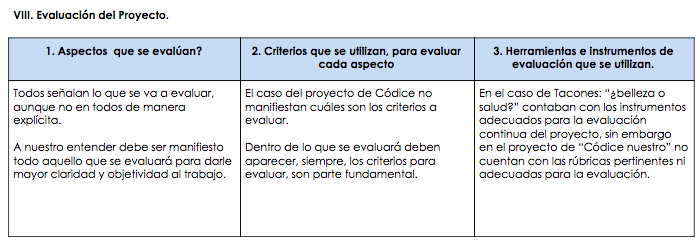 VIII. Evaluación del Proyecto.
1. Aspectos que se evalúan?
2. Criterios que se utilizan, para evaluar
cada aspecto
3. Herramientas e instrumentos de
evaluación que se utilizan.
Todos señalan lo que se va a evaluar,
aunque no en todos de manera
explícita.
A nuestro entender debe ser manifiesto
todo aquello que se evaluará para darle
mayor claridad y objetividad al trabajo.
El caso del proyecto de Códice no
manifiestan cuáles son los criterios a
evaluar.
Dentro de lo que se evaluará deben
aparecer, siempre, los criterios para
evaluar, son parte fundamental.
En el caso de Tacones: “¿belleza o
salud?” contaban con los instrumentos
adecuados para la evaluación
continua del proyecto, sin embargo
en el proyecto de “Códice nuestro” no
cuentan con las rúbricas pertinentes ni
adecuadas para la evaluación.